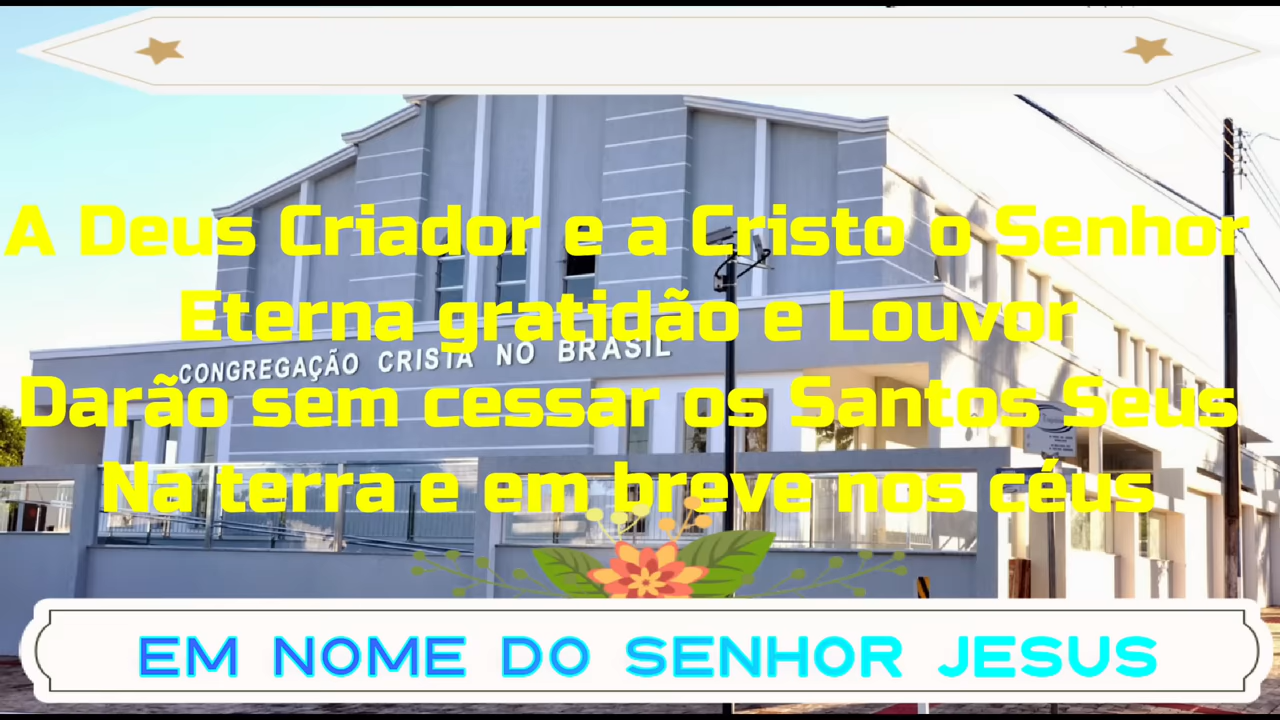 A Deus Criador e a Cristo o Senhor
Eterna gratidão e Louvor
CONGREGAÇÃO CRISTÃ NO BRASIL
Darão sem cessar os Santos Seus
Na terra e em breve nos céus
EM NOME DO SENHOR JESUS